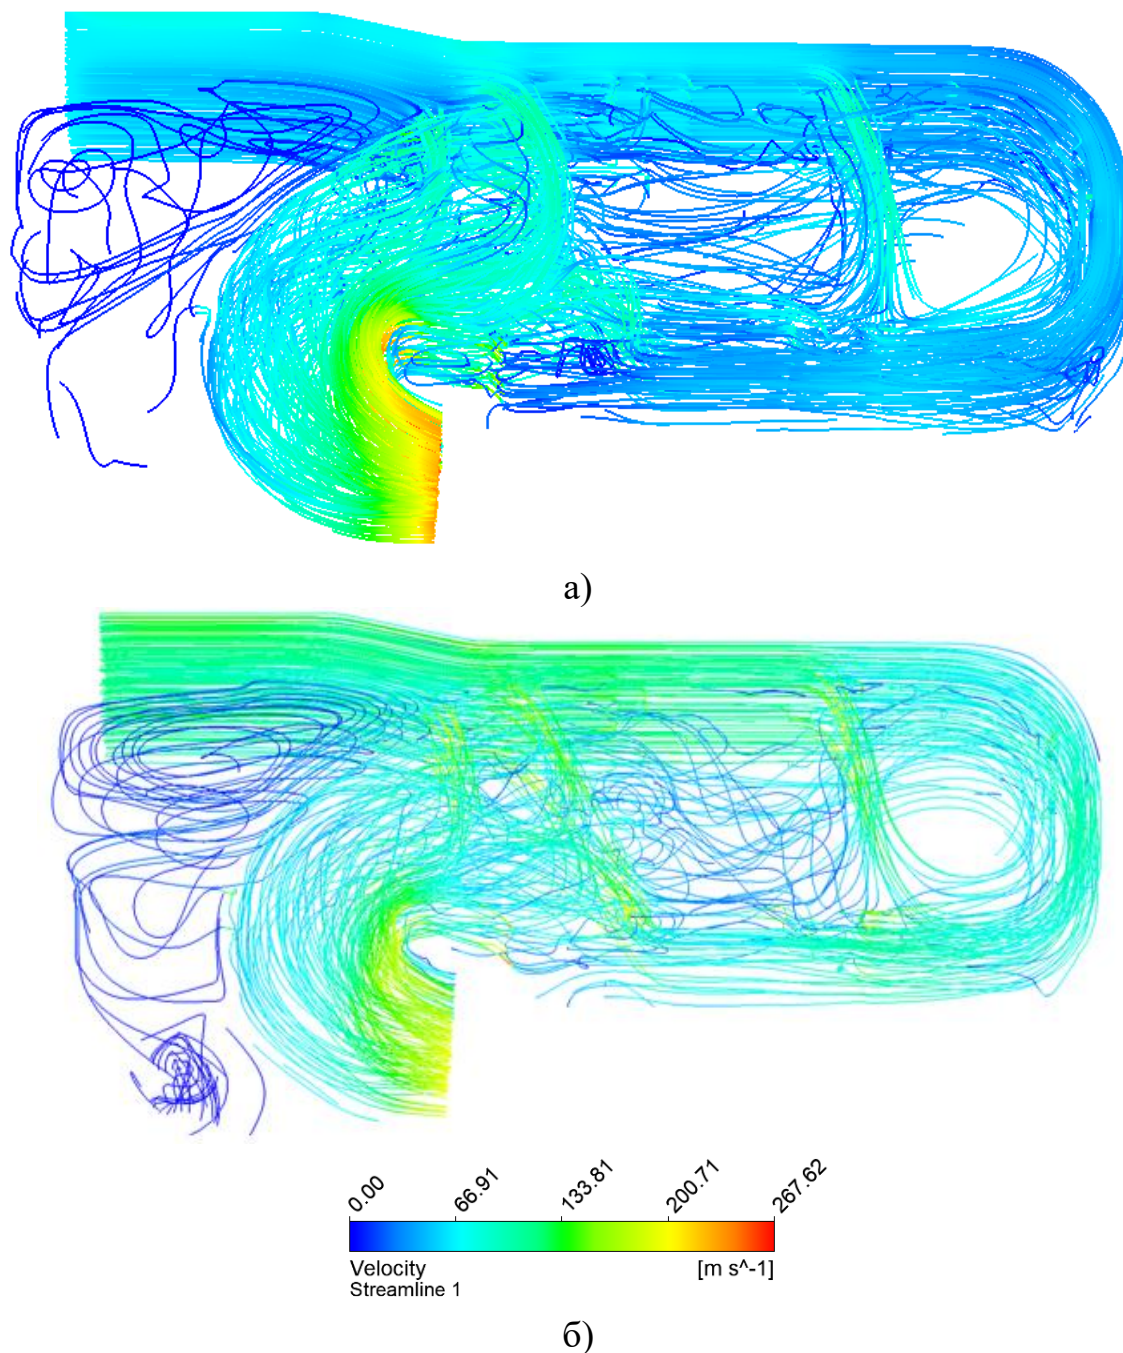 а)
0.00 66.91 133.81 200.71 267.62
Velocity [m s^-1]
Streamline 1
б)